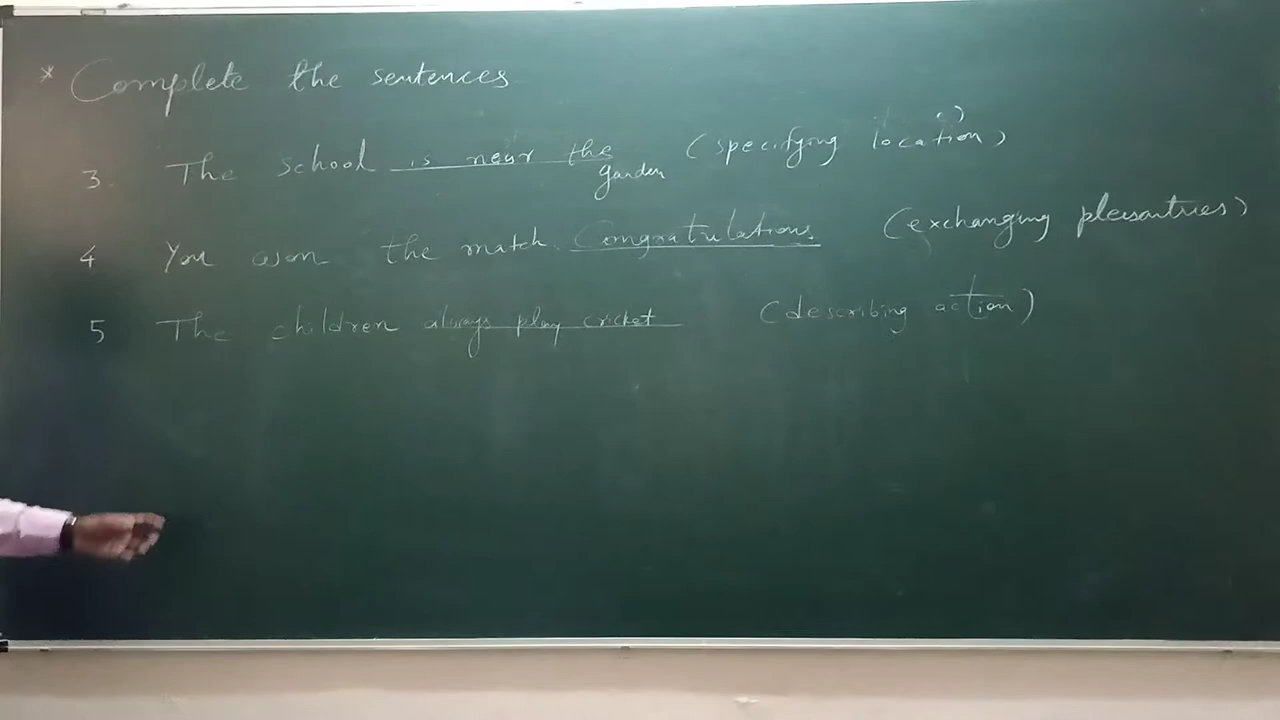 * Complete the sentences
3. The school is near the garden (specifying location)
4 You won the match. Congratulations. (exchanging pleasantries)
5 The children always play cricket (describing action)